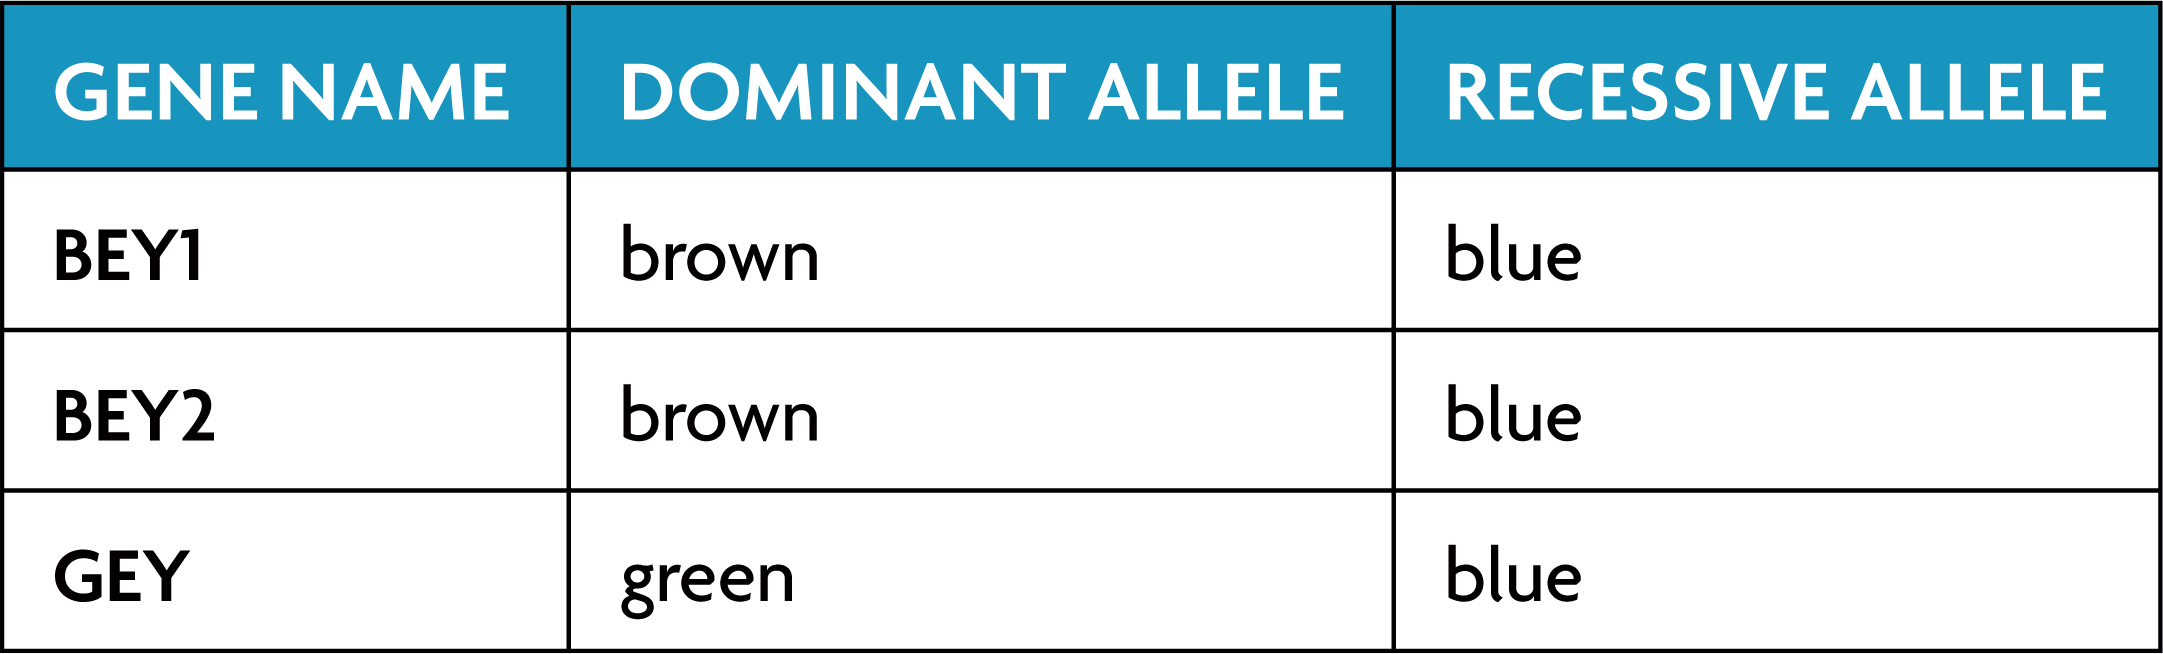 GENE NAME DOMINANT ALLELE RECESSIVE ALLELE
BEY1 brown blue
BEY2 brown blue
GEY green blue